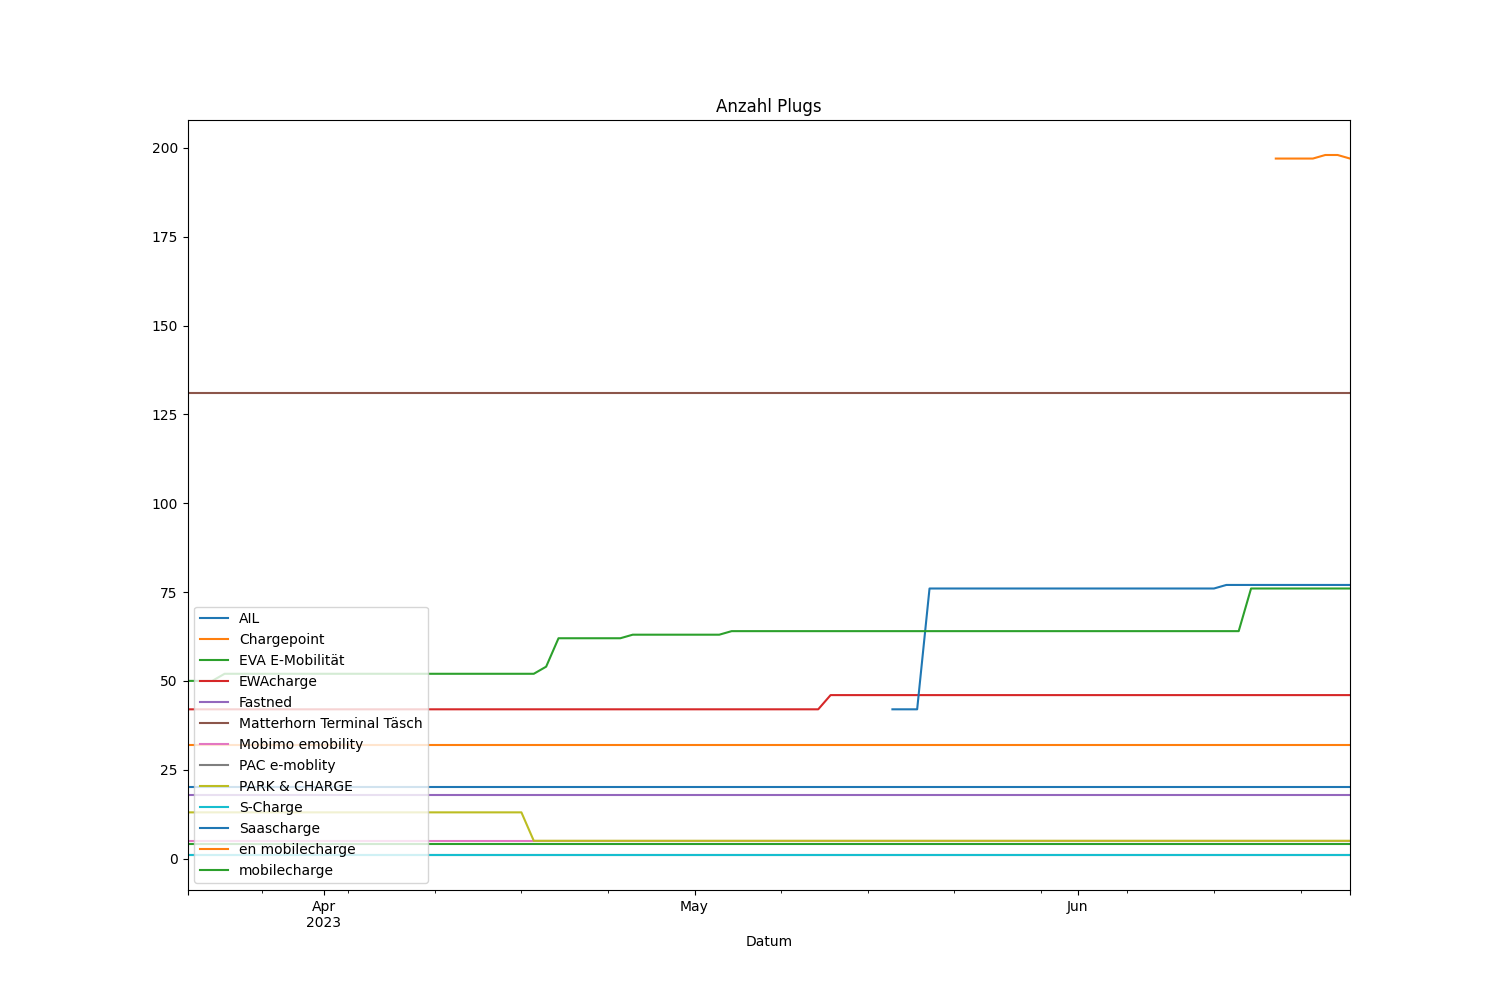 Anzahl Plugs
200
175
150
125
100
75
50
25
0
AIL
Chargepoint
EVA E-Mobilität
EWAcharge
Fastned
Matterhorn Terminal Täsch
Mobimo emobility
PAC e-moblity
PARK & CHARGE
S-Charge
Saascharge
en mobilecharge
mobilecharge
Apr May Jun
2023
Datum